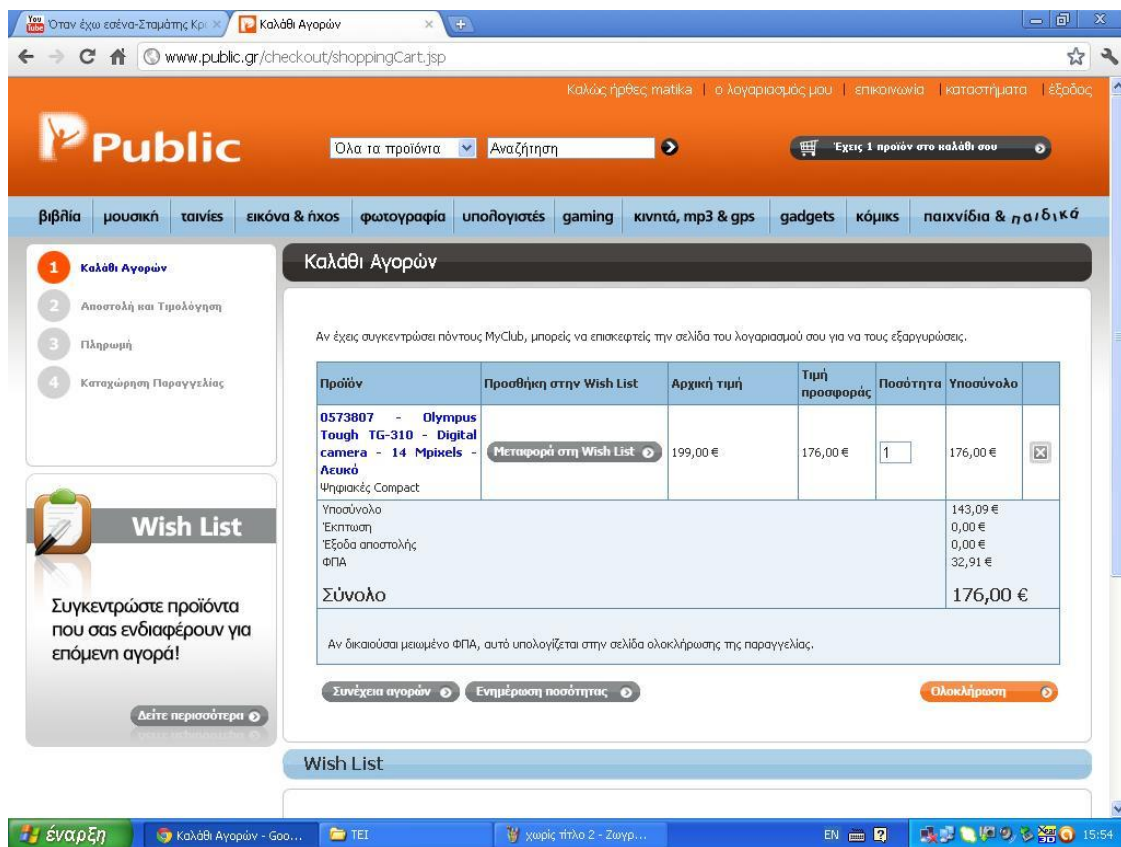 Όταν έχω εσένα-Σταμάτης Κρ
Καλάθι Αγορών
www.public.gr/checkout/shoppingCart.jsp
Καλώς ήρθες matika | ο λογαριασμός μου | επικοινωνία | καταστήματα | έξοδος
Public
Όλα τα προϊόντα
Αναζήτηση
Έχεις 1 προϊόν στο καλάθι σου
βιβλία μουσική ταινίες εικόνα & ήχος φωτογραφία υπολογιστές gaming κινητά, mp3 & gps gadgets κόμικς παιχνίδια & παιδικά
1 Καλάθι Αγορών
2 Αποστολή και Τιμολόγηση
3 Πληρωμή
4 Καταχώρηση Παραγγελίας
Wish List
Συγκεντρώστε προϊόντα
που σας ενδιαφέρουν για
επόμενη αγορά!
Δείτε περισσότερα
Καλάθι Αγορών
Αν έχεις συγκεντρώσει πόντους MyClub, μπορείς να επισκεφτείς την σελίδα του λογαριασμού σου για να τους εξαργυρώσεις.
Προϊόν Προσθήκη στην Wish List Αρχική τιμή Τιμή προσφοράς Ποσότητα Υποσύνολο
0573807 - Olympus
Tough TG-310 - Digital
camera - 14 Mpixels -
Λευκό
Ψηφιακές Compact
Μεταφορά στη Wish List 199,00 € 176,00 € 1 176,00 €
Υποσύνολο 143,09 €
Έκπτωση 0,00 €
Έξοδα αποστολής 0,00 €
ΦΠΑ 32,91 €
Σύνολο 176,00 €
Αν δικαιούσαι μειωμένο ΦΠΑ, αυτό υπολογίζεται στην σελίδα ολοκλήρωσης της παραγγελίας.
Συνέχεια αγορών Ενημέρωση ποσότητας Ολοκλήρωση
Wish List
έναρξη Καλάθι Αγορών - Goo... TEI χωρίς τίτλο 2 - Ζωγρ... EN 15:54